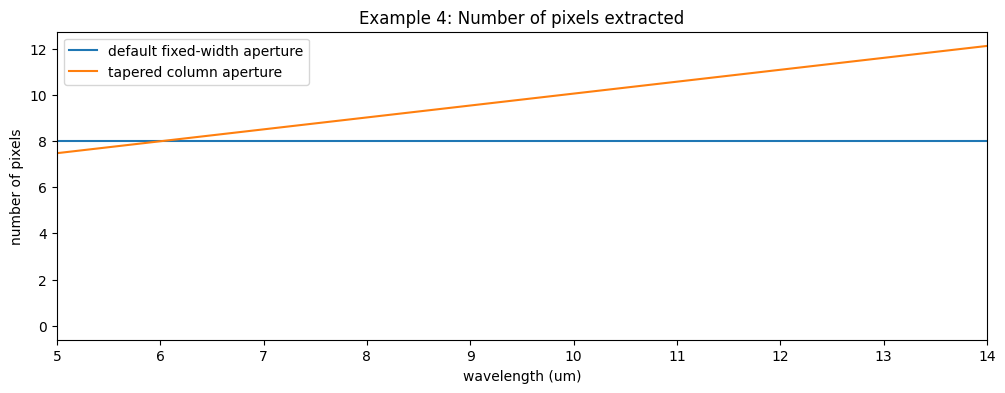 Example 4: Number of pixels extracted
default fixed-width aperture
tapered column aperture
number of pixels
12
10
8
6
4
2
0
5 6 7 8 9 10 11 12 13 14
wavelength (um)